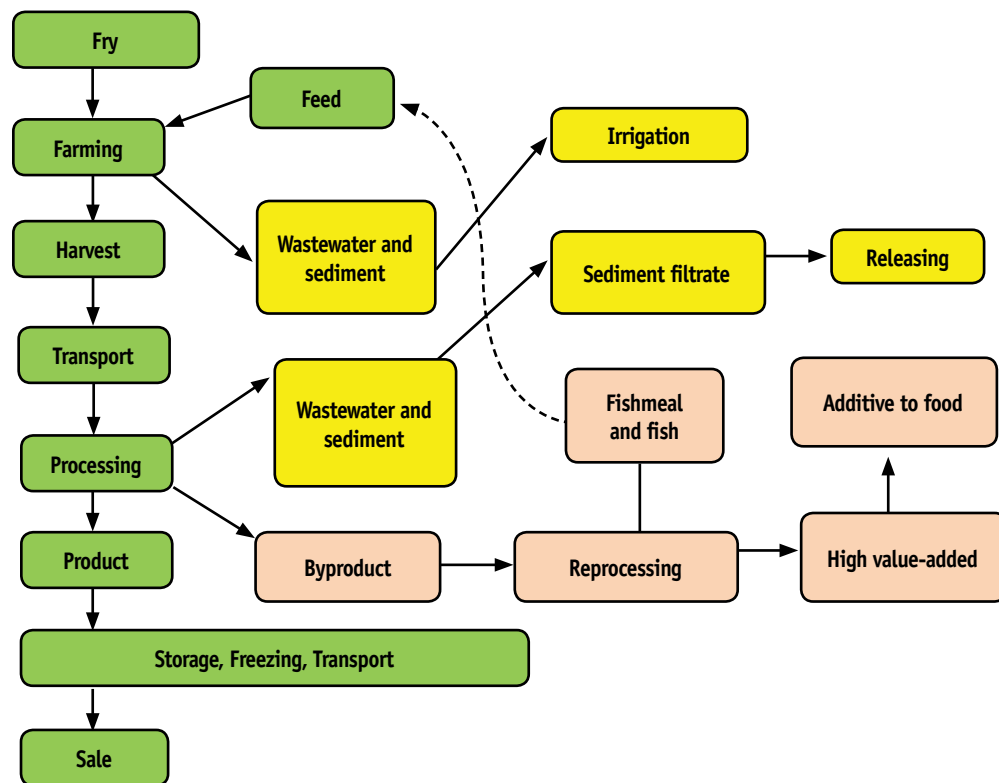 Fry
Feed
Farming
Irrigation
Harvest
Wastewater and
sediment
Sediment filtrate
Releasing
Transport
Wastewater and
sediment
Fishmeal
and fish
Additive to food
Processing
Product
Byproduct
Reprocessing
High value-added
Storage, Freezing, Transport
Sale